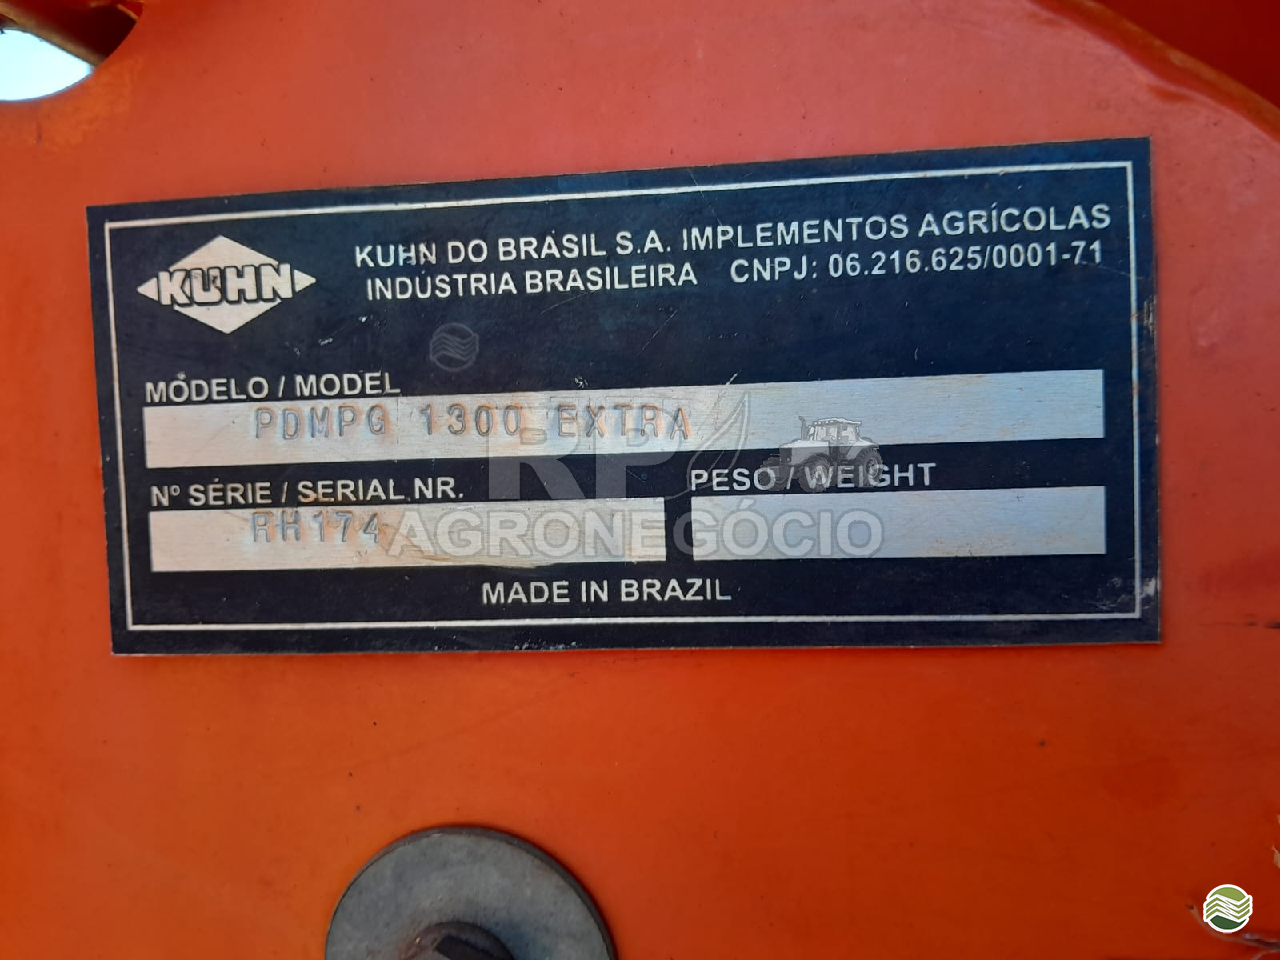 KUHN
KUHN DO BRASIL S.A. IMPLEMENTOS AGRÍCOLAS
INDÚSTRIA BRASILEIRA CNPJ: 06.216.625/0001-71
MODELO / MODEL
PDMPG 1300 EXTRA
Nº SÉRIE / SERIAL NR.
PESO / WEIGHT
RH174
RP
AGRONEGÓCIO
MADE IN BRAZIL